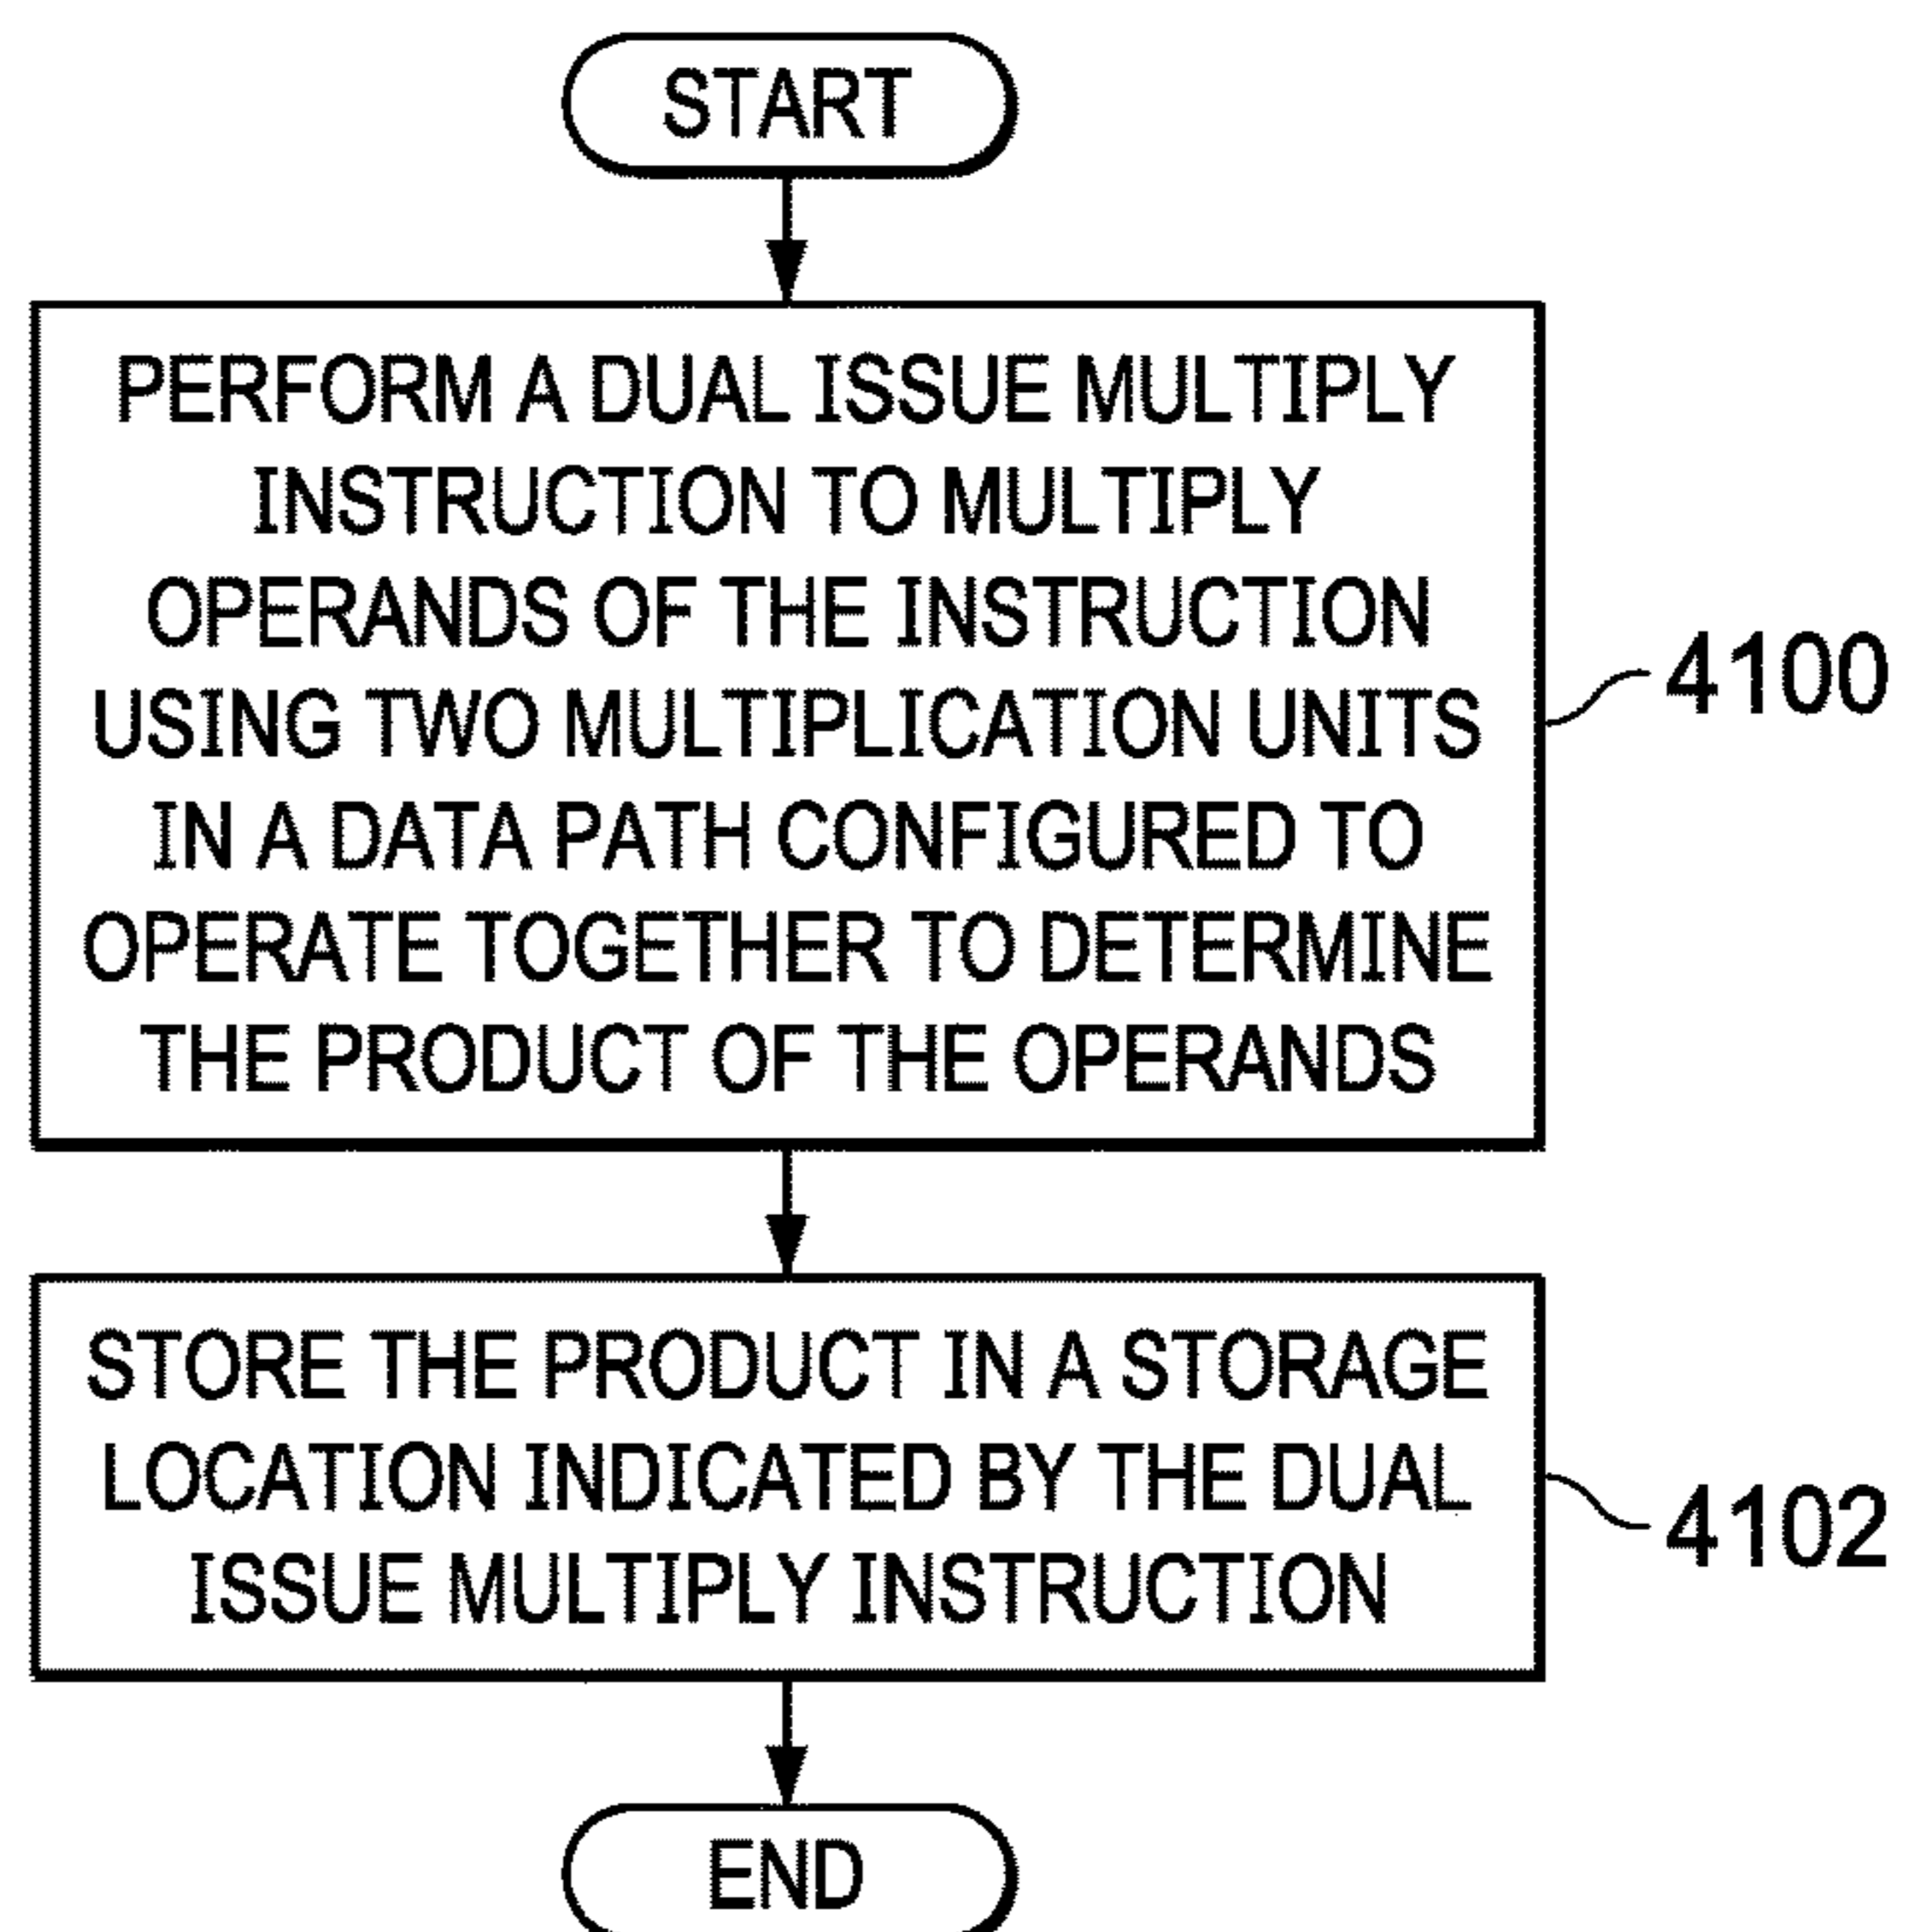 START
PERFORM A DUAL ISSUE MULTIPLY
INSTRUCTION TO MULTIPLY
OPERANDS OF THE INSTRUCTION
USING TWO MULTIPLICATION UNITS
IN A DATA PATH CONFIGURED TO
OPERATE TOGETHER TO DETERMINE
THE PRODUCT OF THE OPERANDS
4100
STORE THE PRODUCT IN A STORAGE
LOCATION INDICATED BY THE DUAL
ISSUE MULTIPLY INSTRUCTION
4102
END